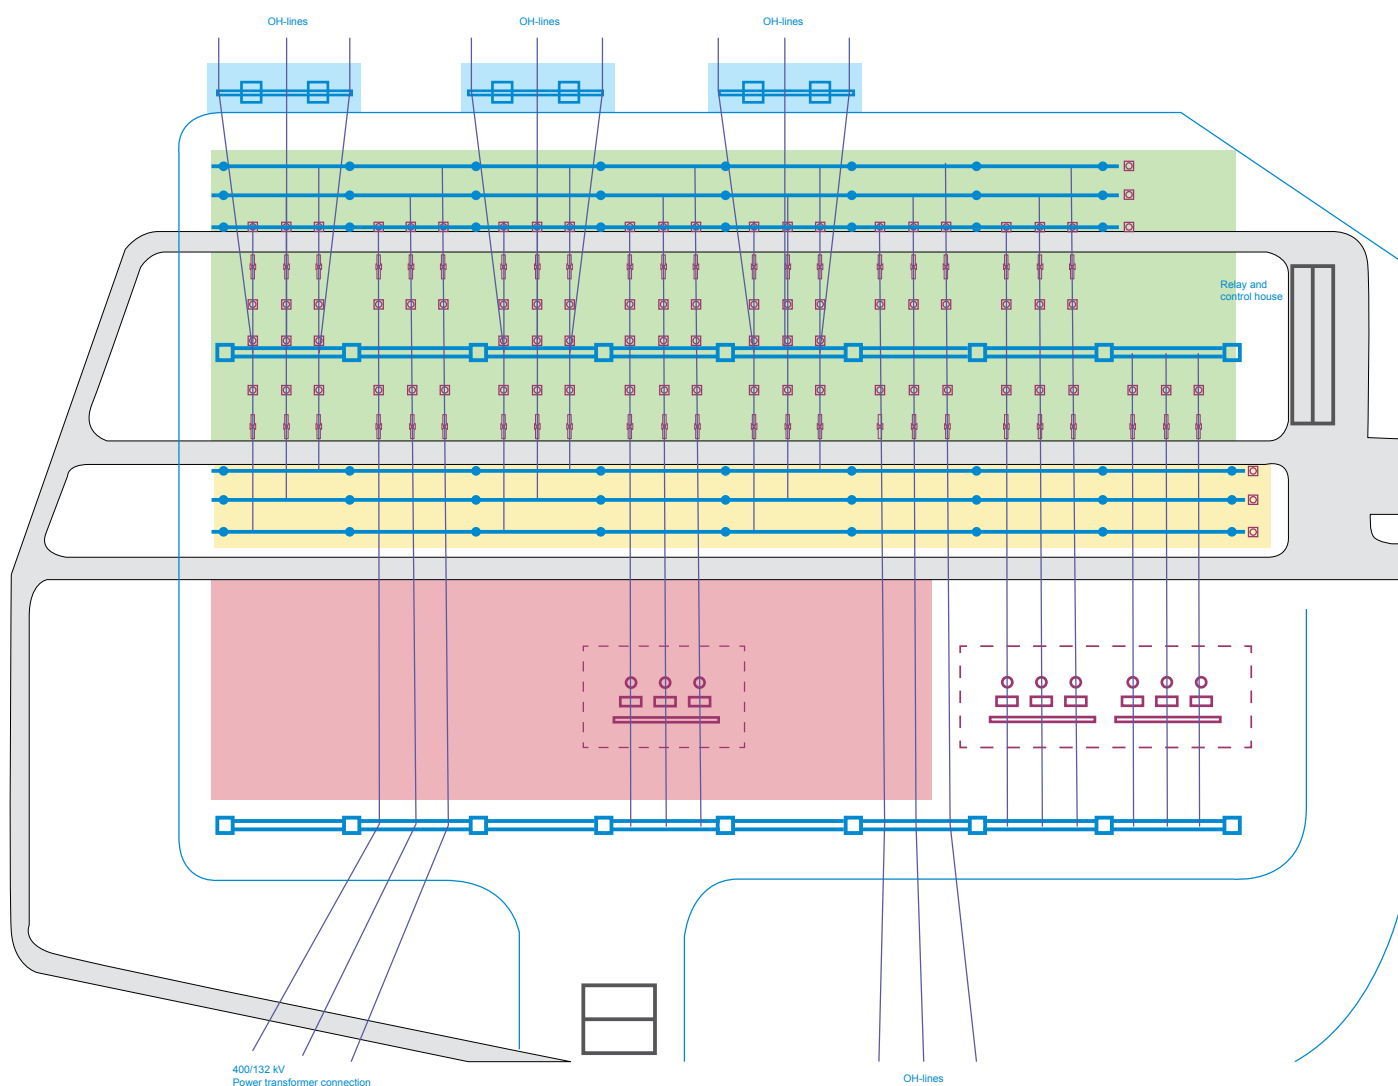 OH-lines
OH-lines
OH-lines
Relay and
control house
400/132 kV
Power transformer connection
OH-lines